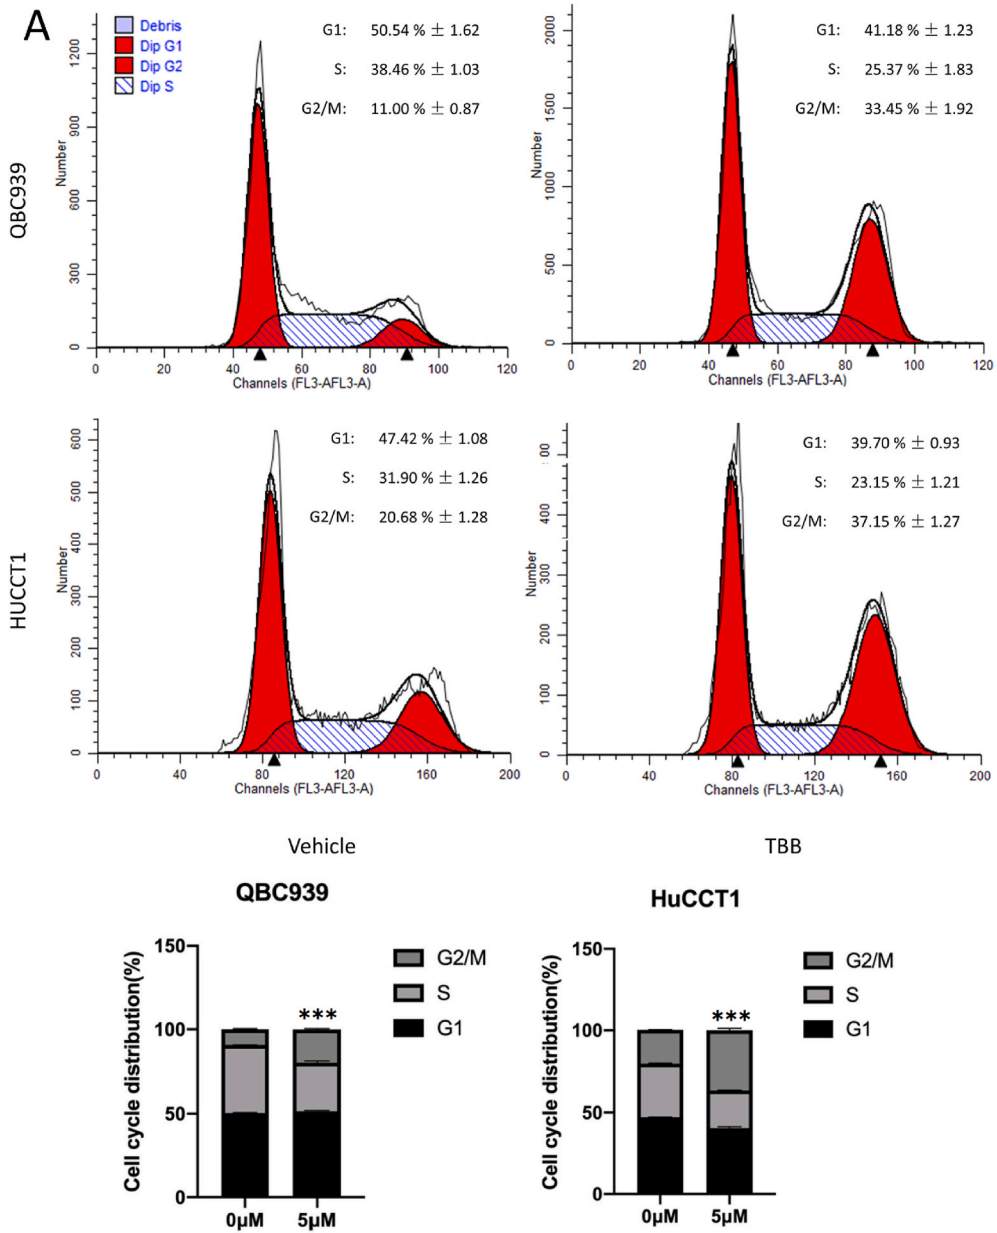 A
Debris
Dip G1
Dip G2
Dip S
G1: 50.54 % ± 1.62
S: 38.46 % ± 1.03
G2/M: 11.00 % ± 0.87
QBC939
Number
0 300 600 900 1200
0 20 40 60 80 100 120
Channels (FL3-AFL3-A)
G1: 41.18 % ± 1.23
S: 25.37 % ± 1.83
G2/M: 33.45 % ± 1.92
Number
0 500 1000 1500 2000
0 20 40 60 80 100 120
Channels (FL3-AFL3-A)
G1: 47.42 % ± 1.08
S: 31.90 % ± 1.26
G2/M: 20.68 % ± 1.28
HUCCT1
Number
0 100 200 300 400 500 600
0 40 80 120 160 200
Channels (FL3-AFL3-A)
G1: 39.70 % ± 0.93
S: 23.15 % ± 1.21
G2/M: 37.15 % ± 1.27
Number
0 100 200 300 400
0 40 80 120 160 200
Channels (FL3-AFL3-A)
Vehicle
TBB
QBC939
Cell cycle distribution(%)
150
100
50
0
***
0μM 5μM
G2/M
S
G1
HuCCT1
Cell cycle distribution(%)
150
100
50
0
***
0μM 5μM
G2/M
S
G1